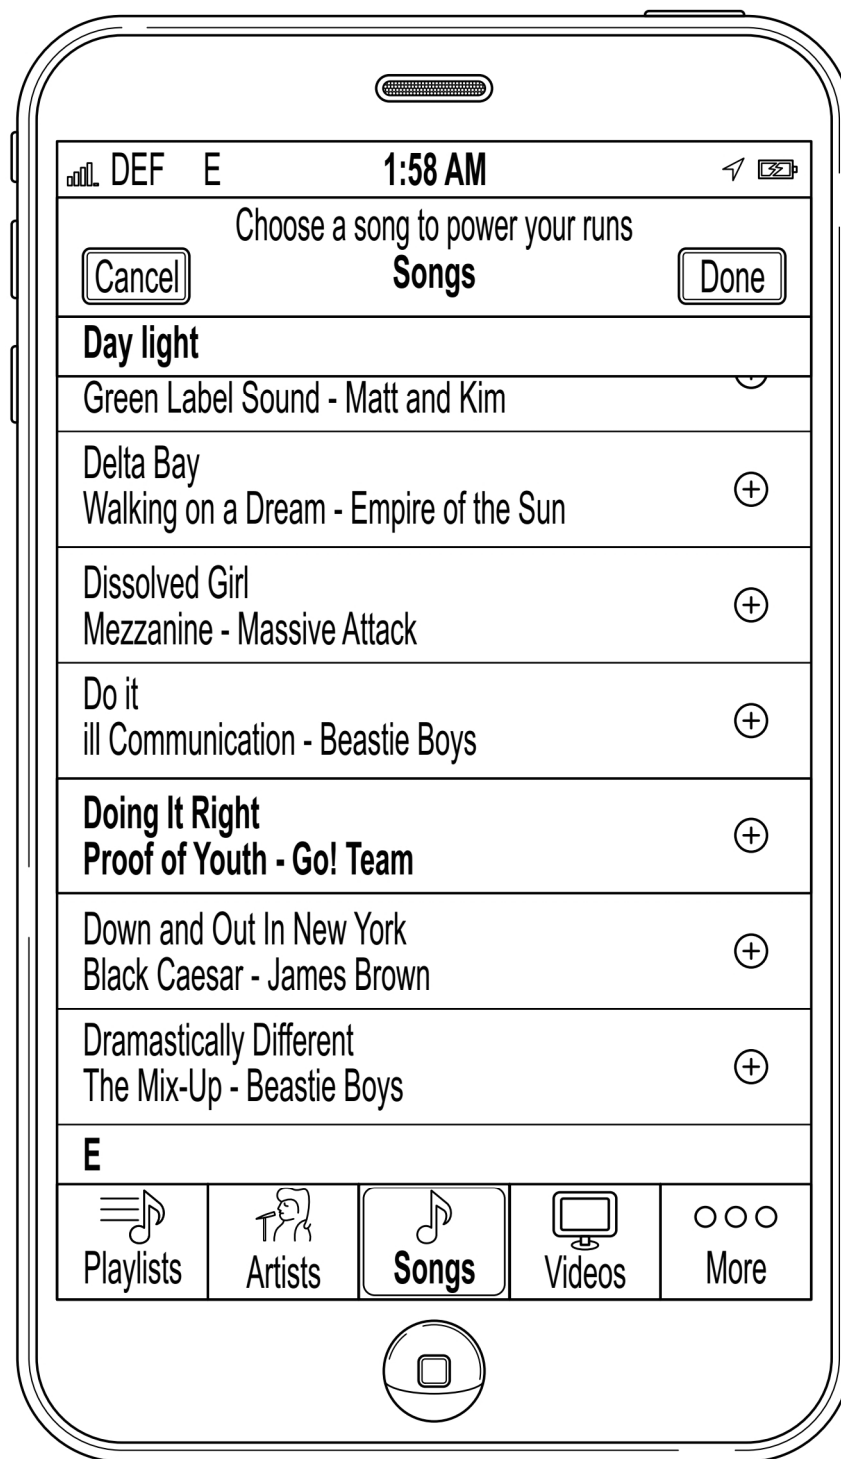 DEF E 1:58 AM
Choose a song to power your runs
Cancel Songs Done
Day light
Green Label Sound - Matt and Kim
Delta Bay
Walking on a Dream - Empire of the Sun
Dissolved Girl
Mezzanine - Massive Attack
Do it
ill Communication - Beastie Boys
Doing It Right
Proof of Youth - Go! Team
Down and Out In New York
Black Caesar - James Brown
Dramastically Different
The Mix-Up - Beastie Boys
E
Playlists Artists Songs Videos More